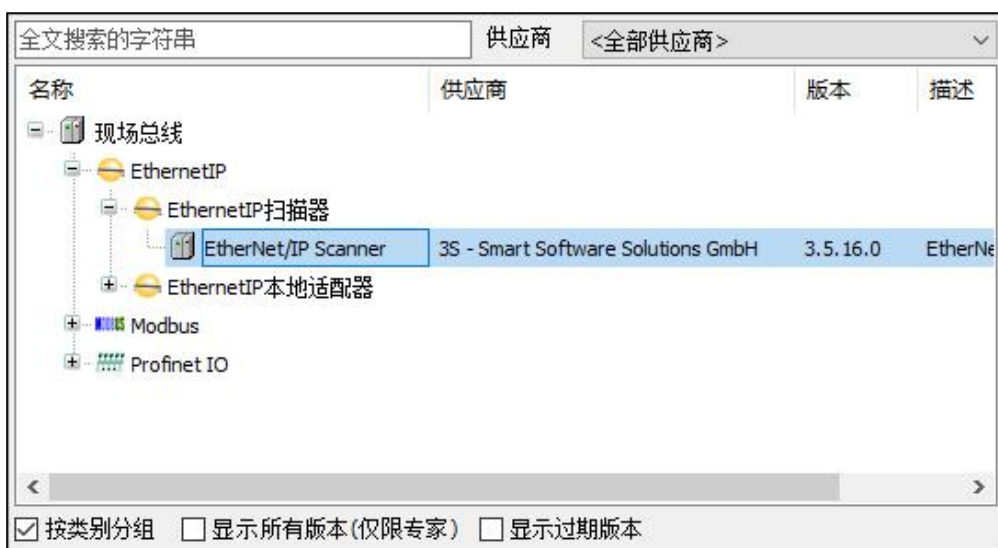 全文搜索的字符串 供应商 <全部供应商>
名称 供应商 版本 描述
现场总线
EthernetIP
EthernetIP扫描器
EtherNet/IP Scanner 3S - Smart Software Solutions GmbH 3.5.16.0 EtherNe
EthernetIP本地适配器
Modbus
Profinet IO
按类别分组 显示所有版本(仅限专家) 显示过期版本